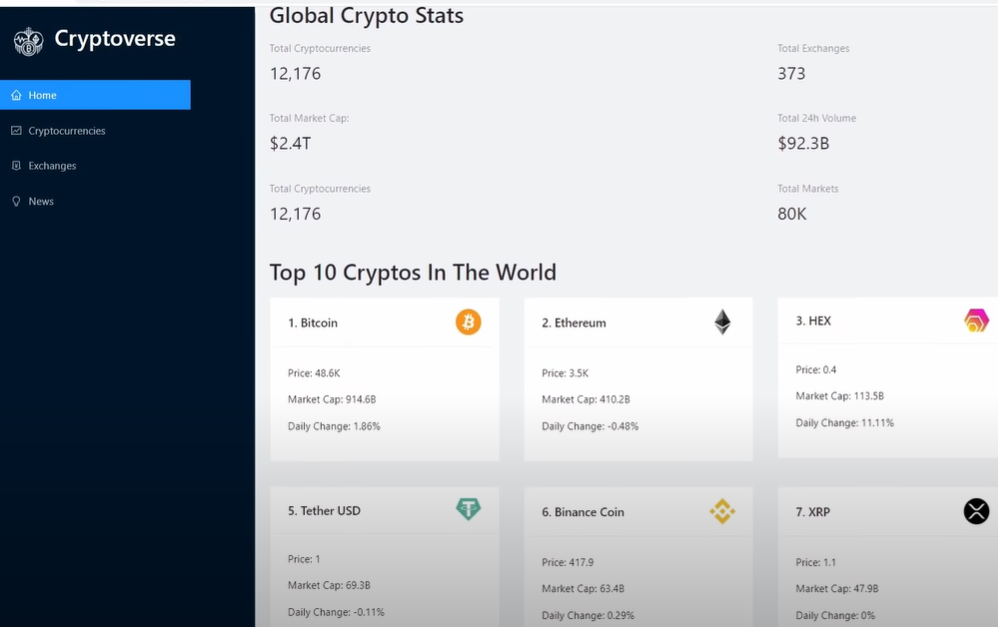 Cryptoverse
Home
Cryptocurrencies
Exchanges
News
Global Crypto Stats
Total Cryptocurrencies
12,176
Total Exchanges
373
Total Market Cap:
$2.4T
Total 24h Volume
$92.3B
Total Cryptocurrencies
12,176
Total Markets
80K
Top 10 Cryptos In The World
1. Bitcoin
Price: 48.6K
Market Cap: 914.6B
Daily Change: 1.86%
2. Ethereum
Price: 3.5K
Market Cap: 410.2B
Daily Change: -0.48%
3. HEX
Price: 0.4
Market Cap: 113.5B
Daily Change: 11.11%
5. Tether USD
Price: 1
Market Cap: 69.3B
Daily Change: -0.11%
6. Binance Coin
Price: 417.9
Market Cap: 63.4B
Daily Change: 0.29%
7. XRP
Price: 1.1
Market Cap: 47.9B
Daily Change: 0%